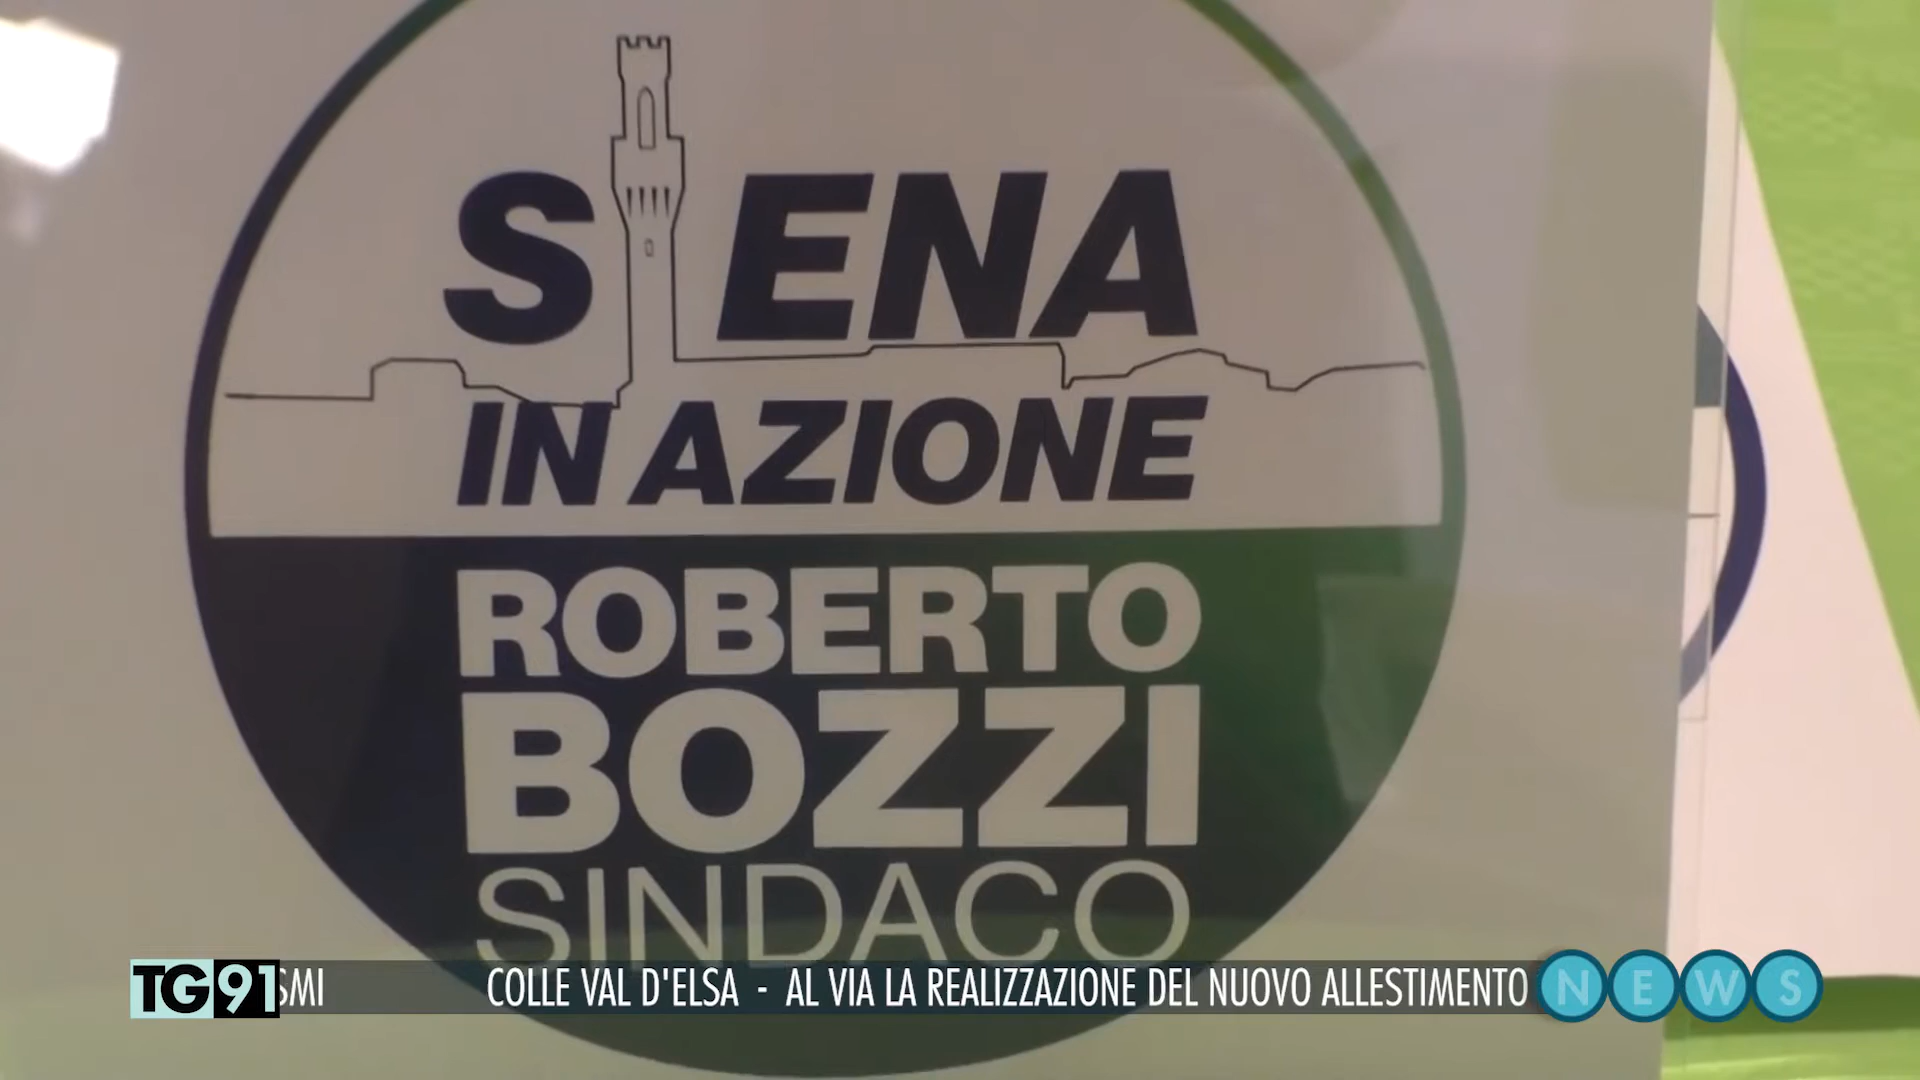 SIENA
IN AZIONE
ROBERTO
BOZZI
SINDACO
TG91 SMI COLLE VAL D'ELSA - AL VIA LA REALIZZAZIONE DEL NUOVO ALLESTIMENTO NEWS